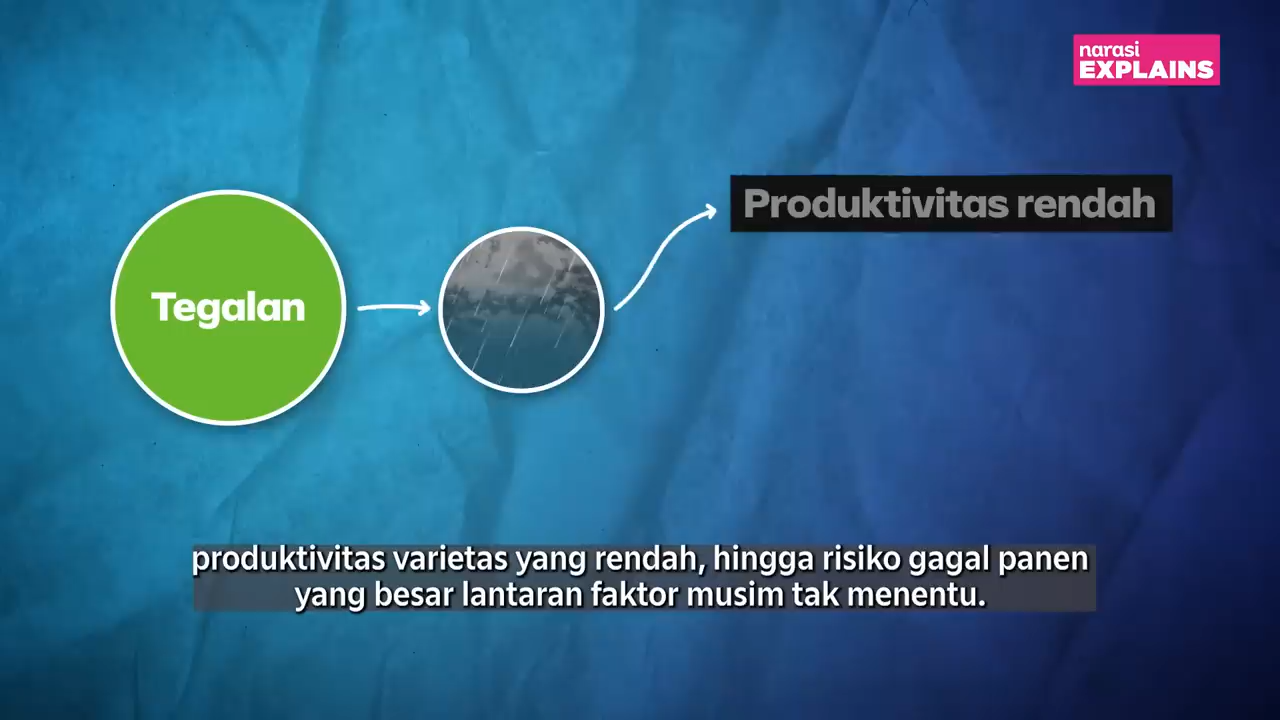 narasi
EXPLAINS
Produktivitas rendah
Tegalan
produktivitas varietas yang rendah, hingga risiko gagal panen
yang besar lantaran faktor musim tak menentu.